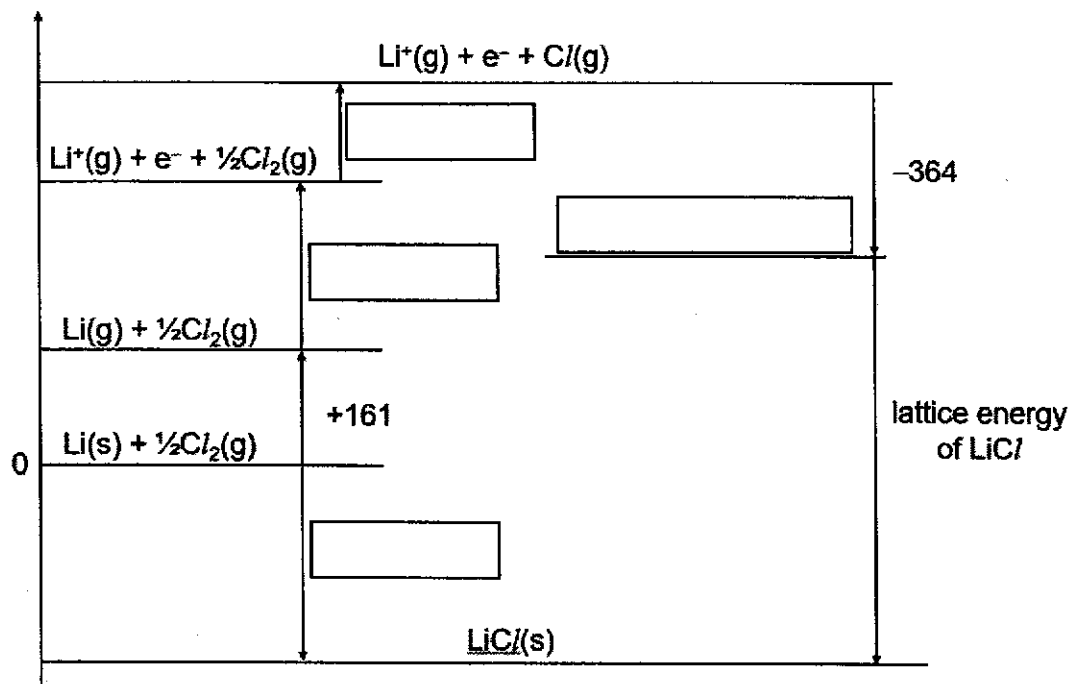 Li⁺(g) + e⁻ + Cl(g)
Li⁺(g) + e⁻ + ½Cl₂(g)
–364
Li(g) + ½Cl₂(g)
+161
lattice energy
of LiCl
Li(s) + ½Cl₂(g)
0
LiCl(s)